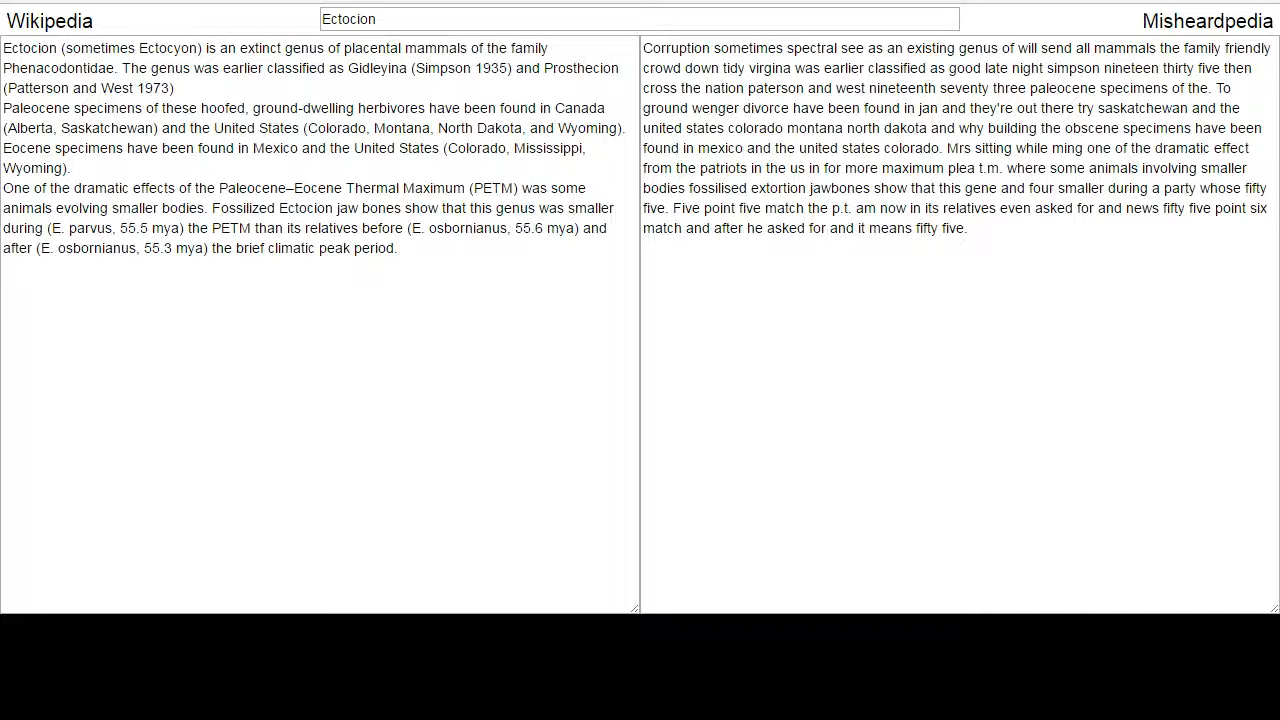 Wikipedia
Ectocion
Misheardpedia
Ectocion (sometimes Ectocyon) is an extinct genus of placental mammals of the family
Phenacodontidae. The genus was earlier classified as Gidleyina (Simpson 1935) and Prosthecion
(Patterson and West 1973)
Paleocene specimens of these hoofed, ground-dwelling herbivores have been found in Canada
(Alberta, Saskatchewan) and the United States (Colorado, Montana, North Dakota, and Wyoming).
Eocene specimens have been found in Mexico and the United States (Colorado, Mississippi,
Wyoming).
One of the dramatic effects of the Paleocene–Eocene Thermal Maximum (PETM) was some
animals evolving smaller bodies. Fossilized Ectocion jaw bones show that this genus was smaller
during (E. parvus, 55.5 mya) the PETM than its relatives before (E. osbornianus, 55.6 mya) and
after (E. osbornianus, 55.3 mya) the brief climatic peak period.
Corruption sometimes spectral see as an existing genus of will send all mammals the family friendly
crowd down tidy virgina was earlier classified as good late night simpson nineteen thirty five then
cross the nation paterson and west nineteenth seventy three paleocene specimens of the. To
ground wenger divorce have been found in jan and they're out there try saskatchewan and the
united states colorado montana north dakota and why building the obscene specimens have been
found in mexico and the united states colorado. Mrs sitting while ming one of the dramatic effect
from the patriots in the us in for more maximum plea t.m. where some animals involving smaller
bodies fossilised extortion jawbones show that this gene and four smaller during a party whose fifty
five. Five point five match the p.t. am now in its relatives even asked for and news fifty five point six
match and after he asked for and it means fifty five.